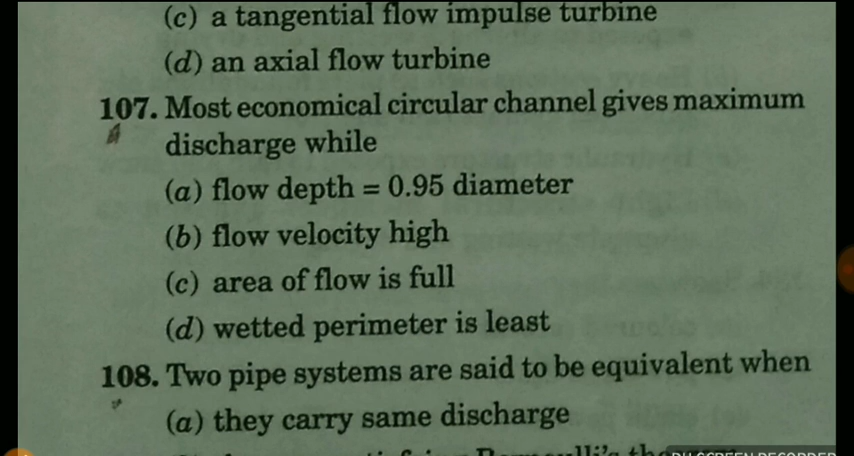 (c) a tangential flow impulse turbine
(d) an axial flow turbine
107. Most economical circular channel gives maximum
discharge while
(a) flow depth = 0.95 diameter
(b) flow velocity high
(c) area of flow is full
(d) wetted perimeter is least
108. Two pipe systems are said to be equivalent when
(a) they carry same discharge